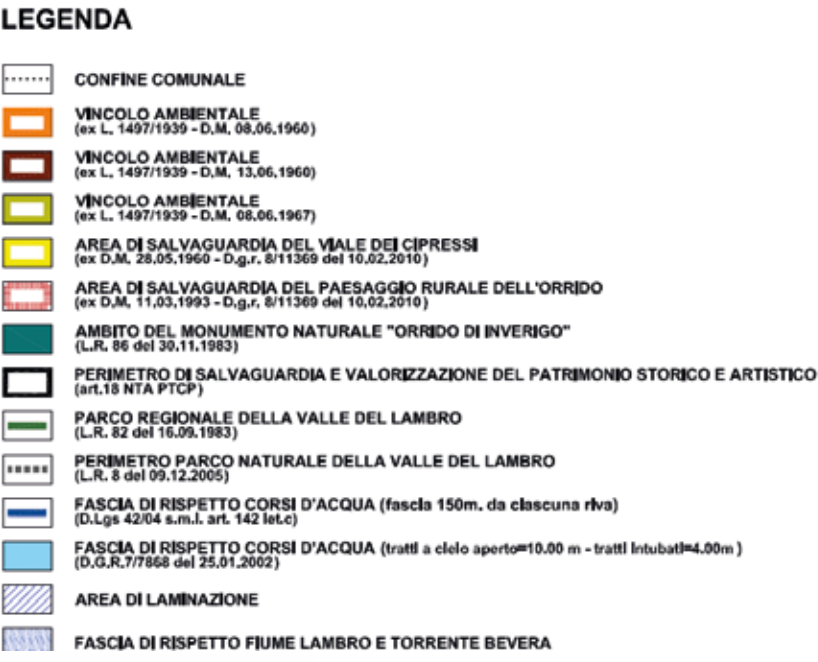 LEGENDA
CONFINE COMUNALE
VINCOLO AMBIENTALE
(ex L. 1497/1939 - D.M. 08.06.1960)
VINCOLO AMBIENTALE
(ex L. 1497/1939 - D.M. 13.06.1960)
VINCOLO AMBIENTALE
(ex L. 1497/1939 - D.M. 08.06.1967)
AREA DI SALVAGUARDIA DEL VIALE DEI CIPRESSI
(ex D.M. 28.05.1960 - D.g.r. 8/11369 del 10.02.2010)
AREA DI SALVAGUARDIA DEL PAESAGGIO RURALE DELL'ORRIDO
(ex D.M. 11.03.1993 - D.g.r. 8/11369 del 10.02.2010)
AMBITO DEL MONUMENTO NATURALE "ORRIDO DI INVERIGO"
(L.R. 86 del 30.11.1983)
PERIMETRO DI SALVAGUARDIA E VALORIZZAZIONE DEL PATRIMONIO STORICO E ARTISTICO
(art.18 NTA PTCP)
PARCO REGIONALE DELLA VALLE DEL LAMBRO
(L.R. 82 del 16.09.1983)
PERIMETRO PARCO NATURALE DELLA VALLE DEL LAMBRO
(L.R. 8 del 09.12.2005)
FASCIA DI RISPETTO CORSI D'ACQUA (fascia 150m. da ciascuna riva)
(D.Lgs 42/04 s.m.i. art. 142 let.c)
FASCIA DI RISPETTO CORSI D'ACQUA (tratti a cielo aperto=10.00 m - tratti intubati=4.00m )
(D.G.R.7/7868 del 25.01.2002)
AREA DI LAMINAZIONE
FASCIA DI RISPETTO FIUME LAMBRO E TORRENTE BEVERA